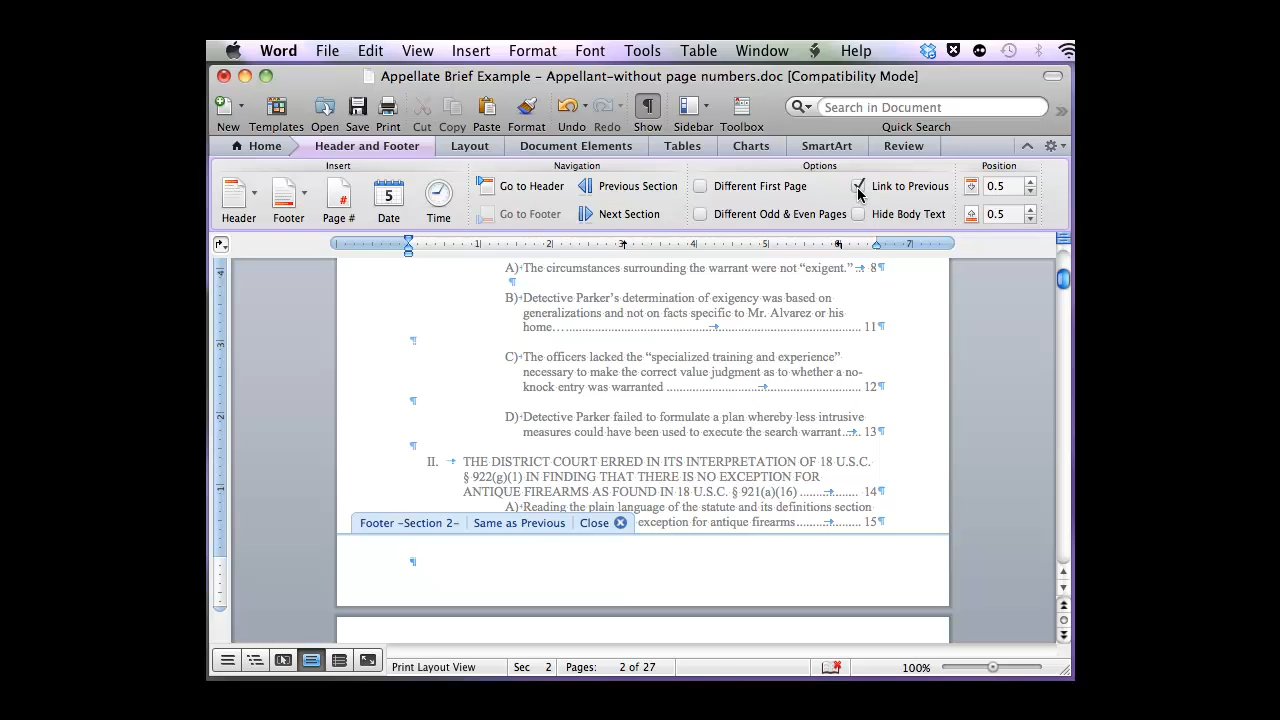 Word File Edit View Insert Format Font Tools Table Window Help
Appellate Brief Example - Appellant-without page numbers.doc [Compatibility Mode]
Search in Document
New Templates Open Save Print Cut Copy Paste Format Undo Redo Show Sidebar Toolbox Quick Search
Home Header and Footer Layout Document Elements Tables Charts SmartArt Review
Insert Navigation Options Position
Go to Header Previous Section Different First Page Link to Previous 0.5
5
Go to Footer Next Section Different Odd & Even Pages Hide Body Text 0.5
Header Footer Page # Date Time
1 2 3 4 5 6 7
A) The circumstances surrounding the warrant were not “exigent.” 8¶
¶
B) Detective Parker’s determination of exigency was based on
generalizations and not on facts specific to Mr. Alvarez or his
home…............................................................................ 11¶
¶
C) The officers lacked the “specialized training and experience”
necessary to make the correct value judgment as to whether a no-
knock entry was warranted .................................................. 12¶
¶
D) Detective Parker failed to formulate a plan whereby less intrusive
measures could have been used to execute the search warrant.... 13¶
¶
II. THE DISTRICT COURT ERRED IN ITS INTERPRETATION OF 18 U.S.C.
§ 922(g)(1) IN FINDING THAT THERE IS NO EXCEPTION FOR
ANTIQUE FIREARMS AS FOUND IN 18 U.S.C. § 921(a)(16) ............. 14¶
A) Reading the plain language of the statute and its definitions section
exception for antique firearms................ 15¶
Footer -Section 2- Same as Previous Close
¶
4
3
2
1
Print Layout View Sec 2 Pages: 2 of 27 100%